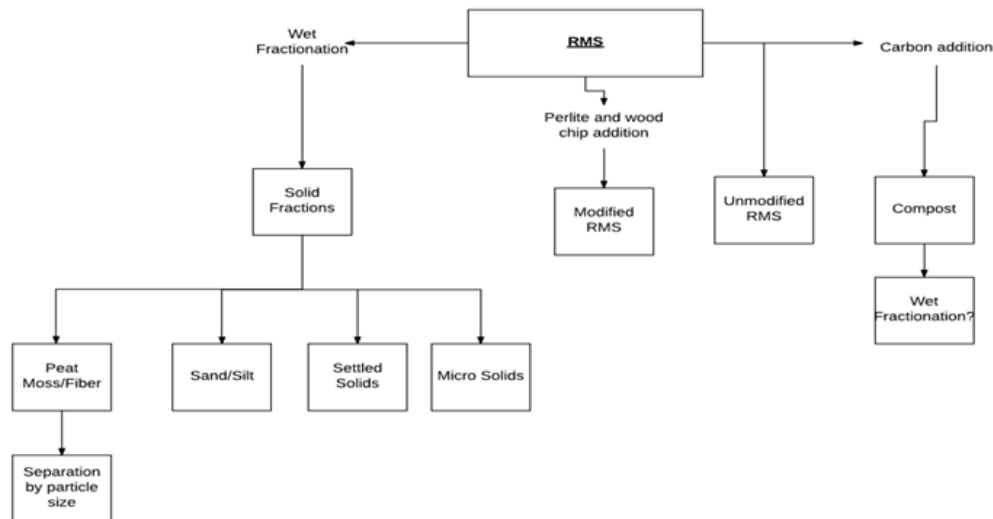 RMS
Wet
Fractionation
Carbon addition
Perlite and wood
chip addition
Solid
Fractions
Modified
RMS
Unmodified
RMS
Compost
Wet
Fractionation?
Peat
Moss/Fiber
Sand/Silt
Settled
Solids
Micro Solids
Separation
by particle
size